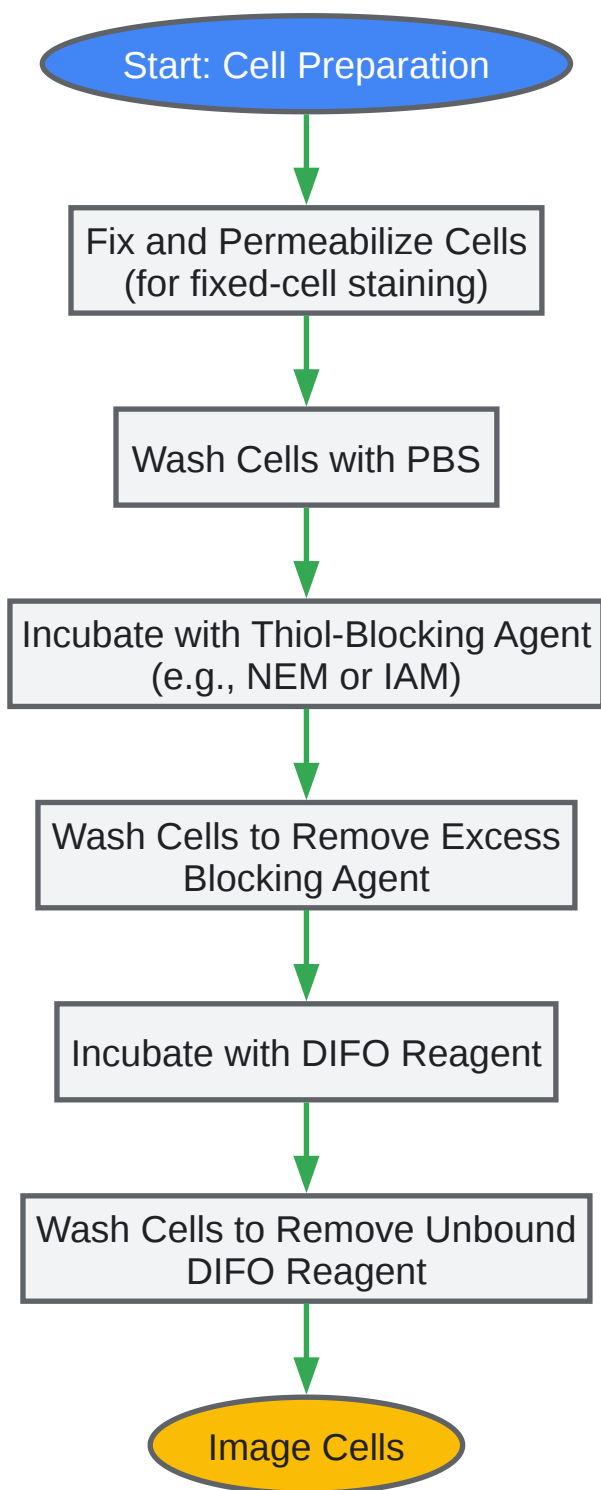 Start: Cell Preparation
Fix and Permeabilize Cells
(for fixed-cell staining)
Wash Cells with PBS
Incubate with Thiol-Blocking Agent
(e.g., NEM or IAM)
Wash Cells to Remove Excess
Blocking Agent
Incubate with DIFO Reagent
Wash Cells to Remove Unbound
DIFO Reagent
Image Cells